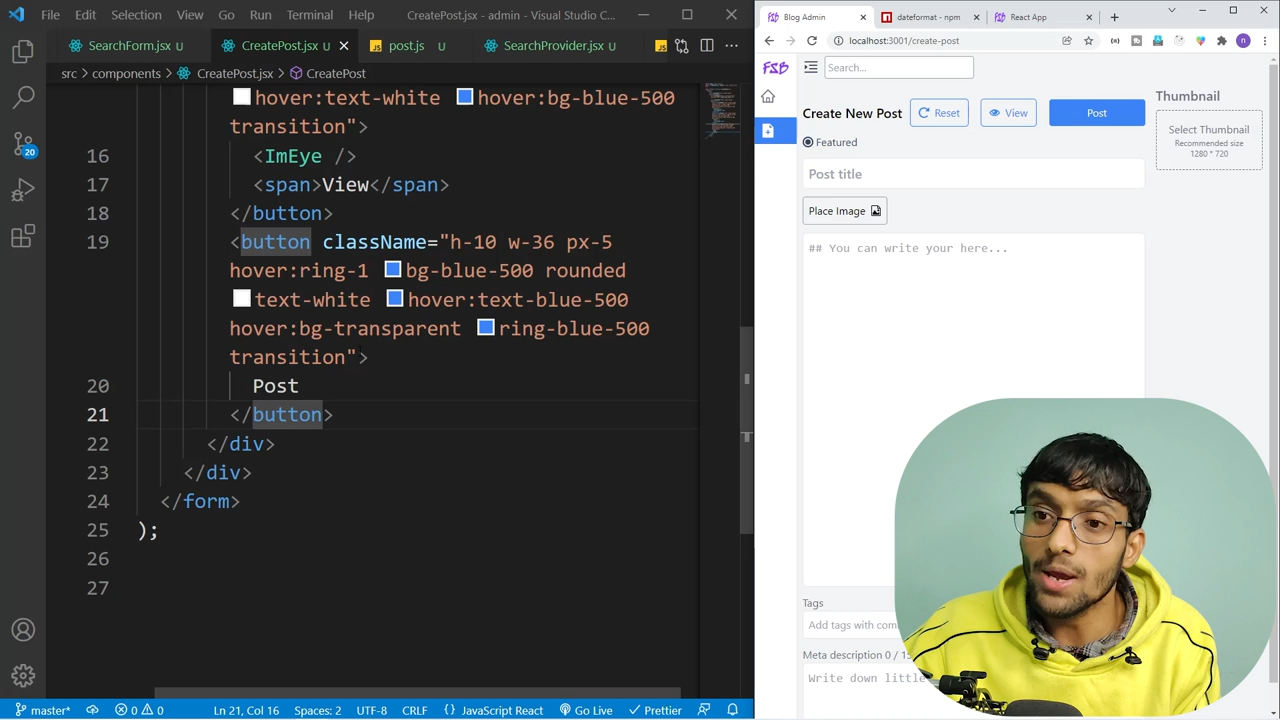 File Edit Selection View Go Run Terminal Help CreatePost.jsx - admin - Visual Studio C...
SearchForm.jsx CreatePost.jsx post.js SearchProvider.jsx
src > components > CreatePost.jsx > CreatePost
hover:text-white hover:bg-blue-500
transition">
16 <ImEye />
17 <span>View</span>
18 </button>
19 <button className="h-10 w-36 px-5
hover:ring-1 bg-blue-500 rounded
text-white hover:text-blue-500
hover:bg-transparent ring-blue-500
transition">
20 Post
21 </button>
22 </div>
23 </div>
24 </form>
25 );
26
27
20
master* 0 0 Ln 21, Col 16 Spaces: 2 UTF-8 CRLF JavaScript React Go Live Prettier
Blog Admin dateformat - npm React App
localhost:3001/create-post
FSB Search...
Create New Post Reset View Post
Featured
Post title
Place Image
## You can write your here...
Tags
Add tags with com
Meta description 0 / 15
Write down little
Thumbnail
Select Thumbnail
Recommended size
1280 * 720